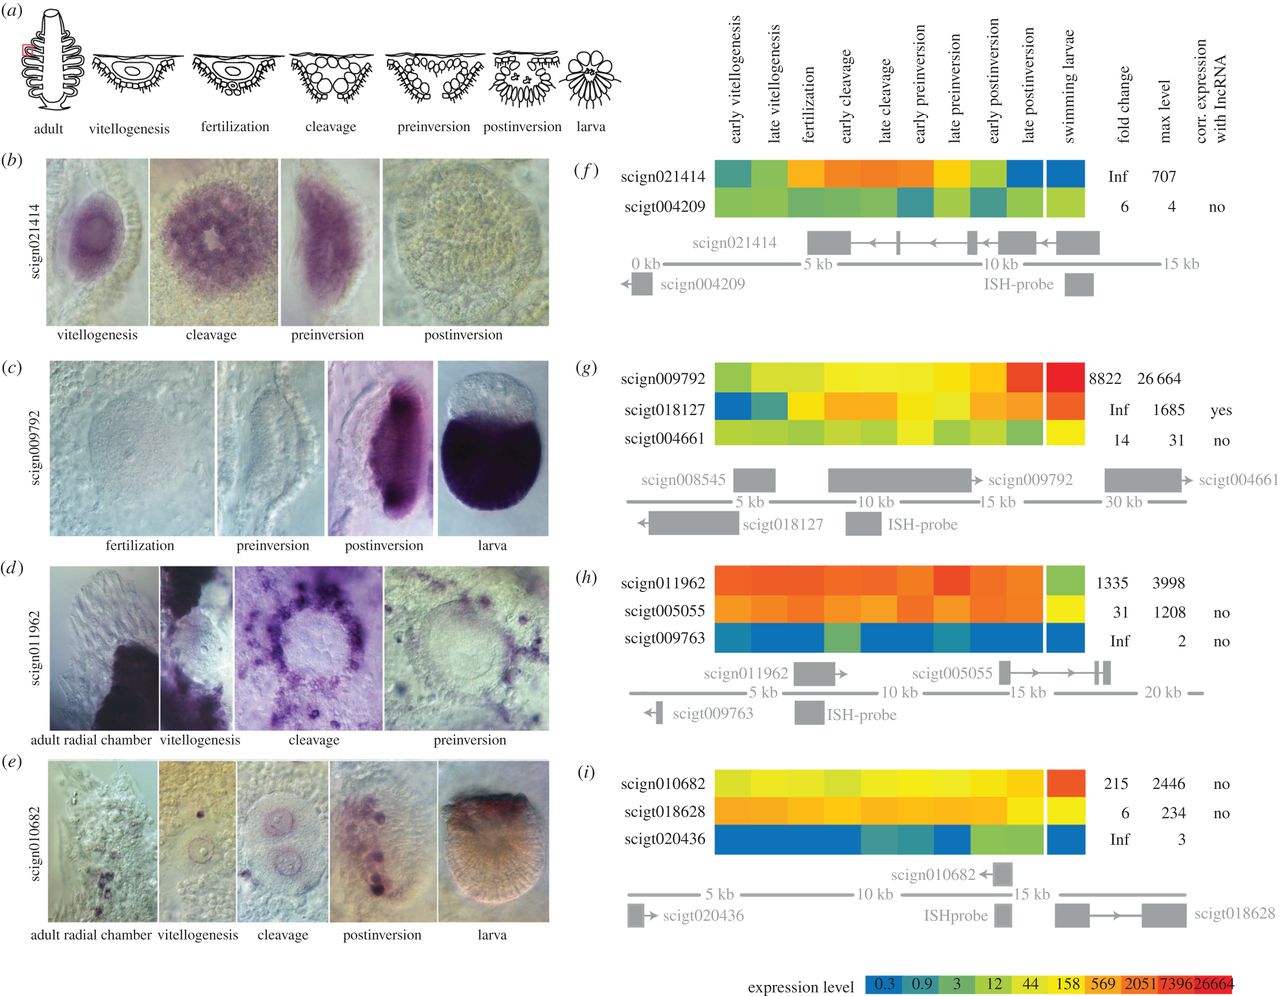 (a)
adult
vitellogenesis
fertilization
cleavage
preinversion
postinversion
larva
(b)
scign021414
vitellogenesis
cleavage
preinversion
postinversion
(c)
scign009792
fertilization
preinversion
postinversion
larva
(d)
scign011962
adult radial chamber
vitellogenesis
cleavage
preinversion
(e)
scign010682
adult radial chamber
vitellogenesis
cleavage
postinversion
larva
early vitellogenesis
late vitellogenesis
fertilization
early cleavage
late cleavage
early preinversion
late preinversion
early postinversion
late postinversion
swimming larvae
fold change
max level
corr. expression
with lncRNA
(f)
scign021414 Inf 707
scigt004209 6 4 no
scign021414
0 kb 5 kb 10 kb 15 kb
scign004209 ISH-probe
(g)
scign009792 8822 26 664
scigt018127 Inf 1685 yes
scigt004661 14 31 no
scign008545 scign009792 scigt004661
5 kb 10 kb 15 kb 30 kb
scigt018127 ISH-probe
(h)
scign011962 1335 3998
scigt005055 31 1208 no
scign009763 Inf 2 no
scign011962 scigt005055
5 kb 10 kb 15 kb 20 kb
scigt009763 ISH-probe
(i)
scign010682 215 2446 no
scigt018628 6 234 no
scigt020436 Inf 3
scign010682
5 kb 10 kb 15 kb
scigt020436 ISHprobe scigt018628
expression level 0.3 0.9 3 12 44 158 569 2051 7396 26664